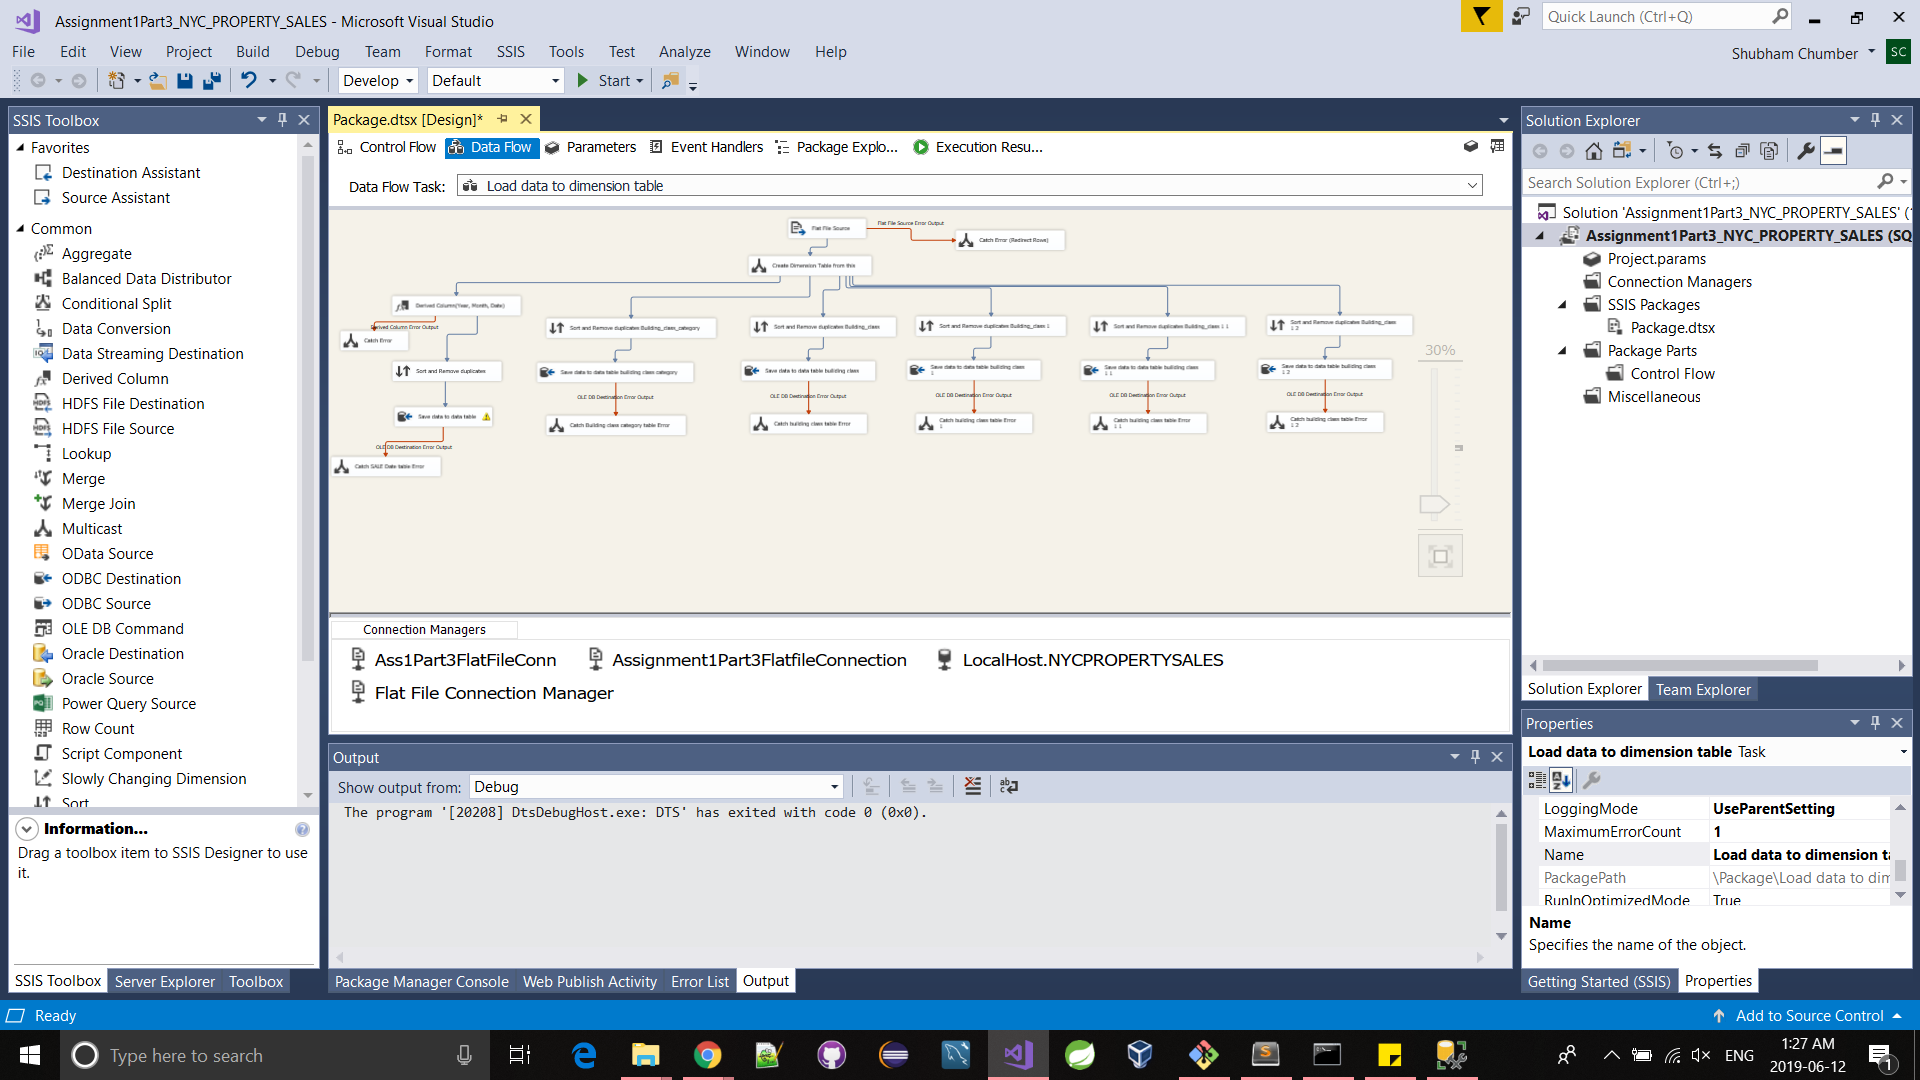 Assignment1Part3_NYC_PROPERTY_SALES - Microsoft Visual Studio
Quick Launch (Ctrl+Q)
File Edit View Project Build Debug Team Format SSIS Tools Test Analyze Window Help
Shubham Chumber SC
Develop Default Start
SSIS Toolbox
Favorites
Destination Assistant
Source Assistant
Common
Aggregate
Balanced Data Distributor
Conditional Split
Data Conversion
Data Streaming Destination
Derived Column
HDFS File Destination
HDFS File Source
Lookup
Merge
Merge Join
Multicast
OData Source
ODBC Destination
ODBC Source
OLE DB Command
Oracle Destination
Oracle Source
Power Query Source
Row Count
Script Component
Slowly Changing Dimension
Sort
Information...
Drag a toolbox item to SSIS Designer to use
it.
SSIS Toolbox Server Explorer Toolbox
Package.dtsx [Design]*
Control Flow Data Flow Parameters Event Handlers Package Explo... Execution Resu...
Data Flow Task: Load data to dimension table
Flat File Source
Flat File Source Error Output
Catch Error (Redirect Rows)
Create Dimension Table from this
Derived Column(Year, Month, Date)
Derived Column Error Output
Catch Error
Sort and Remove duplicates
Save data to data table
OLE DB Destination Error Output
Catch SALE Date table Error
Sort and Remove duplicates Building_class_category
Save data to data table building class category
OLE DB Destination Error Output
Catch Building class category table Error
Sort and Remove duplicates Building_class
Save data to data table building class
OLE DB Destination Error Output
Catch building class table Error
Sort and Remove duplicates Building_class 1
Save data to data table building class
1
OLE DB Destination Error Output
Catch building class table Error
1
Sort and Remove duplicates Building_class 1 1
Save data to data table building class
1 1
OLE DB Destination Error Output
Catch building class table Error
1 1
Sort and Remove duplicates Building_class
1 2
Save data to data table building class
1 2
OLE DB Destination Error Output
Catch building class table Error
1 2
30%
Connection Managers
Ass1Part3FlatFileConn Assignment1Part3FlatfileConnection LocalHost.NYCPROPERTYSALES
Flat File Connection Manager
Output
Show output from: Debug
The program '[20208] DtsDebugHost.exe: DTS' has exited with code 0 (0x0).
Package Manager Console Web Publish Activity Error List Output
Solution Explorer
Search Solution Explorer (Ctrl+;)
Solution 'Assignment1Part3_NYC_PROPERTY_SALES' (
Assignment1Part3_NYC_PROPERTY_SALES (SQ
Project.params
Connection Managers
SSIS Packages
Package.dtsx
Package Parts
Control Flow
Miscellaneous
Solution Explorer Team Explorer
Properties
Load data to dimension table Task
LoggingMode UseParentSetting
MaximumErrorCount 1
Name Load data to dimension ta
PackagePath \Package\Load data to dim
RunInOptimizedMode True
Name
Specifies the name of the object.
Getting Started (SSIS) Properties
Ready
Add to Source Control
Type here to search
ENG
1:27 AM
2019-06-12
1